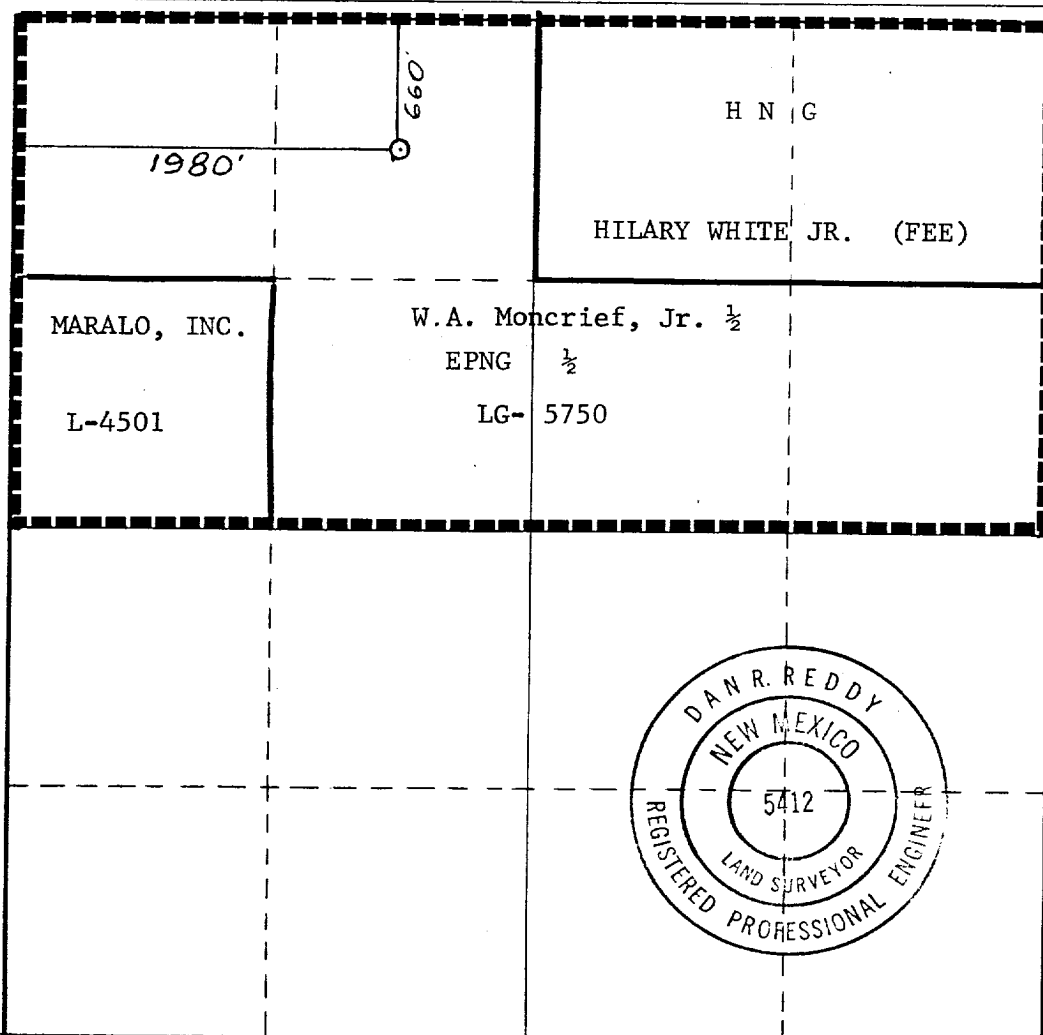 660'
1980'
H N G
HILARY WHITE JR. (FEE)
MARALO, INC.
L-4501
W.A. Moncrief, Jr. ½
EPNG ½
LG- 5750
DAN R. REDDY
NEW MEXICO
5412
LAND SURVEYOR
REGISTERED PROFESSIONAL ENGINEER